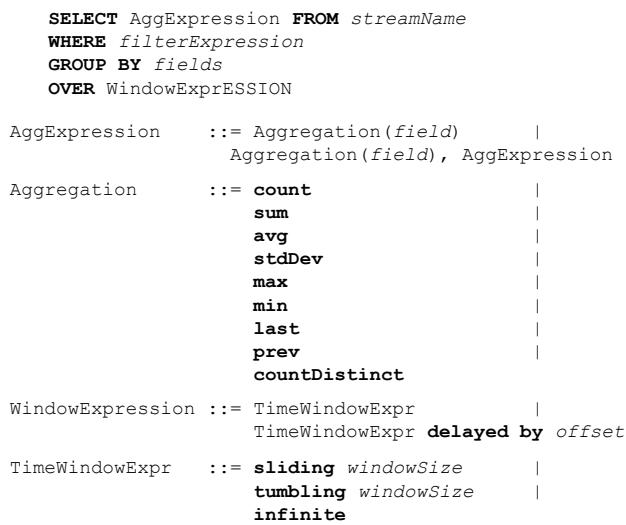 SELECT AggExpression FROM streamName
WHERE filterExpression
GROUP BY fields
OVER WindowExprESSION
AggExpression ::= Aggregation(field) |
Aggregation(field), AggExpression
Aggregation ::= count |
sum |
avg |
stdDev |
max |
min |
last |
prev |
countDistinct
WindowExpression ::= TimeWindowExpr |
TimeWindowExpr delayed by offset
TimeWindowExpr ::= sliding windowSize |
tumbling windowSize |
infinite